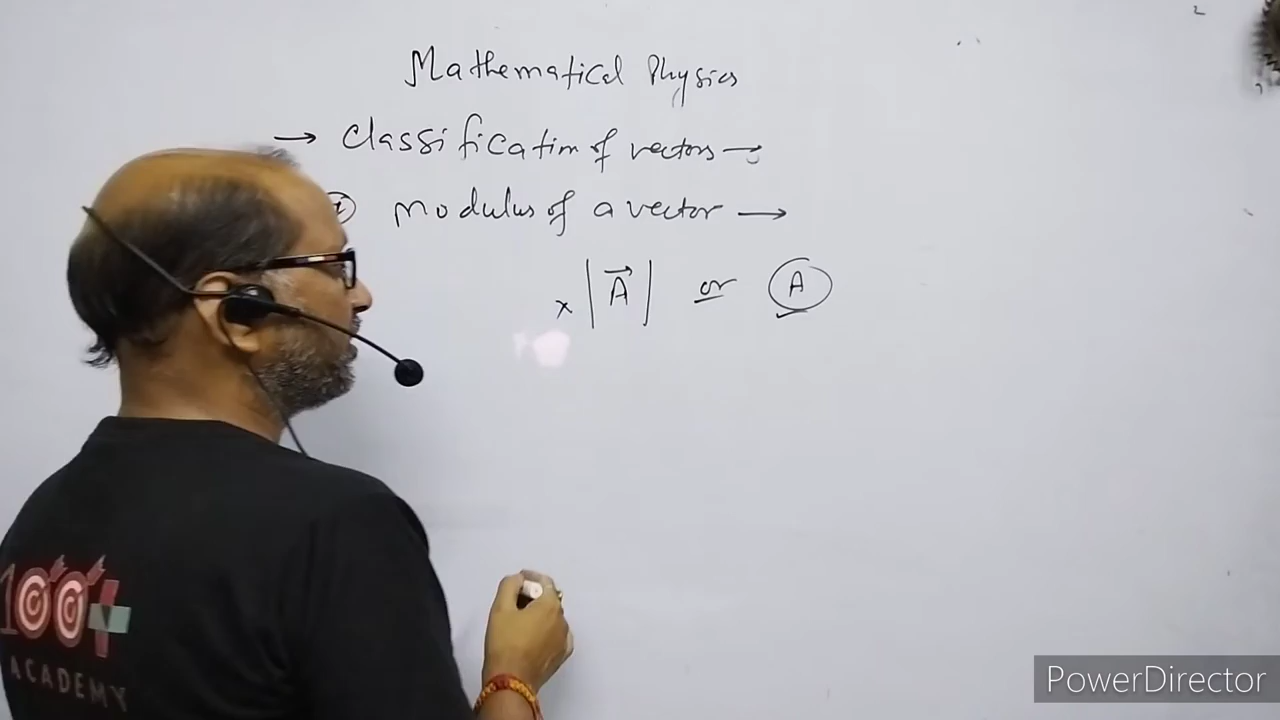 Mathematical Physics
→ Classification of vectors →
(i) Modulus of a vector →
× |A⃗| or A
100+
ACADEMY
PowerDirector